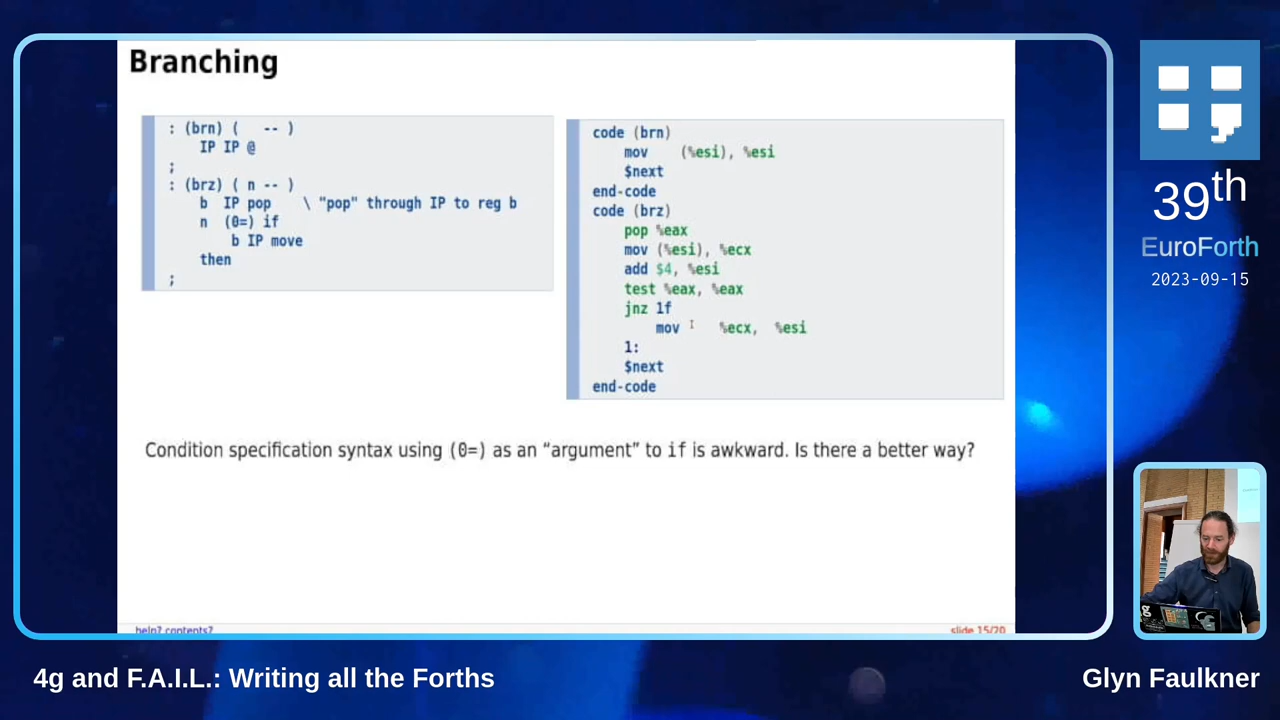 Branching
: (brn) (   -- )
IP IP @
;
: (brz) ( n -- )
b  IP pop    \ "pop" through IP to reg b
n  (0=) if
b IP move
then
;
code (brn)
mov    (%esi), %esi
$next
end-code
code (brz)
pop %eax
mov (%esi), %ecx
add $4, %esi
test %eax, %eax
jnz 1f
mov    %ecx,  %esi
1:
$next
end-code
Condition specification syntax using (0=) as an “argument” to if is awkward. Is there a better way?
help? contents?
slide 15/20
39th
EuroForth
2023-09-15
4g and F.A.I.L.: Writing all the Forths
Glyn Faulkner